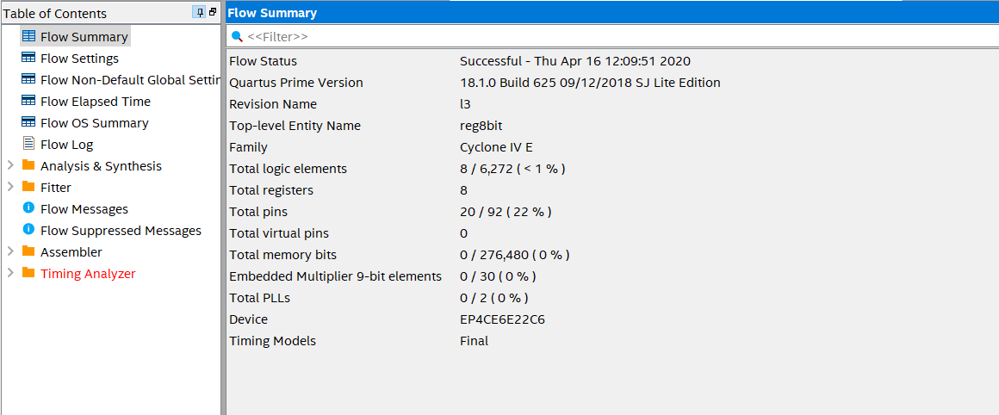 Table of Contents
Flow Summary
Flow Settings
Flow Non-Default Global Settin
Flow Elapsed Time
Flow OS Summary
Flow Log
Analysis & Synthesis
Fitter
Flow Messages
Flow Suppressed Messages
Assembler
Timing Analyzer
Flow Summary
<<Filter>>
Flow Status Successful - Thu Apr 16 12:09:51 2020
Quartus Prime Version 18.1.0 Build 625 09/12/2018 SJ Lite Edition
Revision Name l3
Top-level Entity Name reg8bit
Family Cyclone IV E
Total logic elements 8 / 6,272 ( < 1 % )
Total registers 8
Total pins 20 / 92 ( 22 % )
Total virtual pins 0
Total memory bits 0 / 276,480 ( 0 % )
Embedded Multiplier 9-bit elements 0 / 30 ( 0 % )
Total PLLs 0 / 2 ( 0 % )
Device EP4CE6E22C6
Timing Models Final